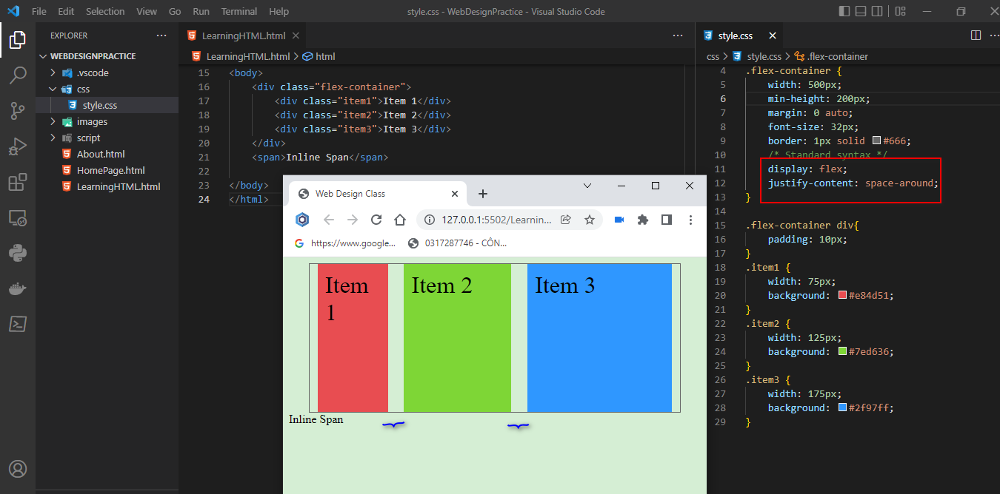 File Edit Selection View Go Run Terminal Help
style.css - WebDesignPractice - Visual Studio Code
EXPLORER
WEBDESIGNPRACTICE
.vscode
css
style.css
images
script
About.html
HomePage.html
LearningHTML.html
LearningHTML.html
LearningHTML.html > html
15 <body>
16 <div class="flex-container">
17 <div class="item1">Item 1</div>
18 <div class="item2">Item 2</div>
19 <div class="item3">Item 3</div>
20 </div>
21 <span>Inline Span</span>
22
23 </body>
24 </html>
Web Design Class
127.0.0.1:5502/Learnin...
https://www.google...
0317287746 - CÔN...
Item 1
Item 2
Item 3
Inline Span
style.css
css > style.css > .flex-container
4 .flex-container {
5 width: 500px;
6 min-height: 200px;
7 margin: 0 auto;
8 font-size: 32px;
9 border: 1px solid #666;
10 /* Standard syntax */
11 display: flex;
12 justify-content: space-around;
13 }
14
15 .flex-container div{
16 padding: 10px;
17 }
18 .item1 {
19 width: 75px;
20 background: #e84d51;
21 }
22 .item2 {
23 width: 125px;
24 background: #7ed636;
25 }
26 .item3 {
27 width: 175px;
28 background: #2f97ff;
29 }